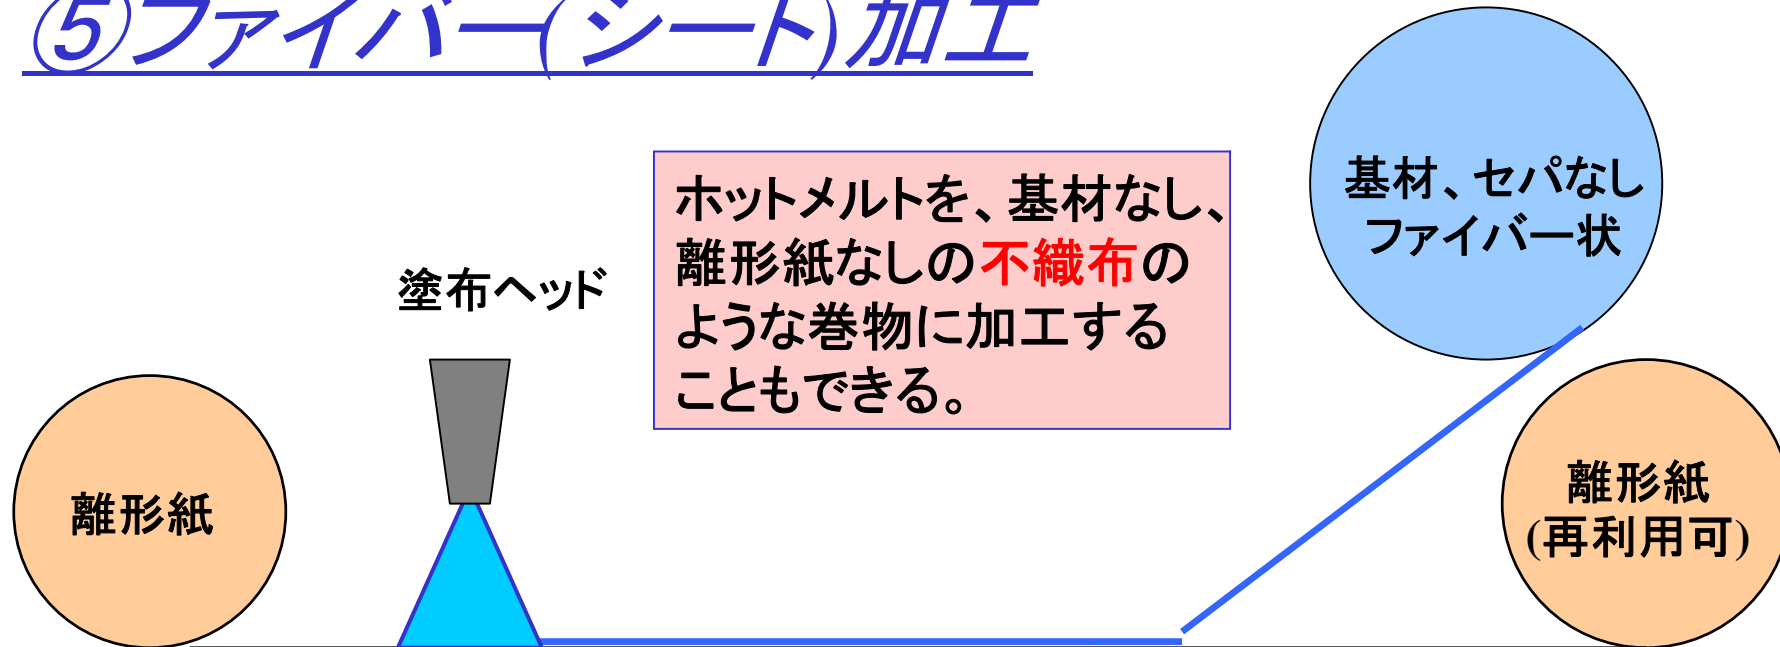 ⑤ファイバー(シート)加工
ホットメルトを、基材なし、
離形紙なしの不織布の
ような巻物に加工する
こともできる。
基材、セパなし
ファイバー状
塗布ヘッド
離形紙
離形紙
(再利用可)